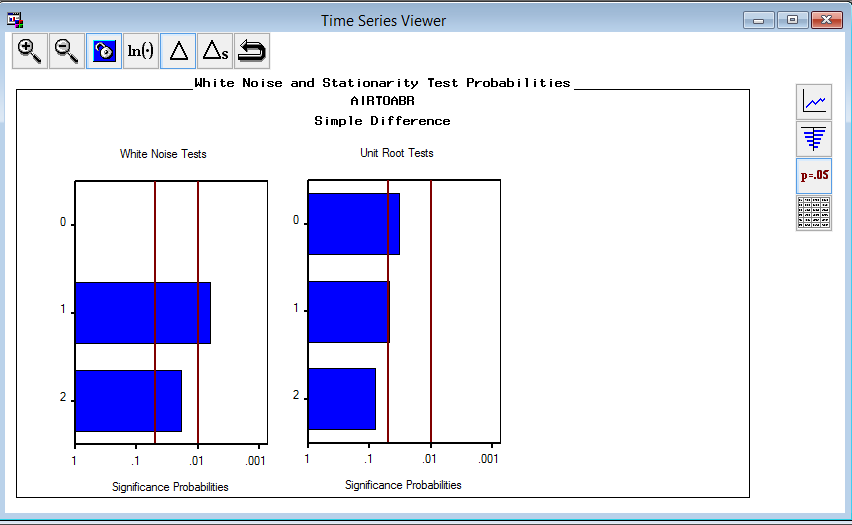 Time Series Viewer
ln(·) Δ Δs
White Noise and Stationarity Test Probabilities
AIRTOABR
Simple Difference
White Noise Tests
0
1
2
1 .1 .01 .001
Significance Probabilities
Unit Root Tests
0
1
2
1 .1 .01 .001
Significance Probabilities
p=.05